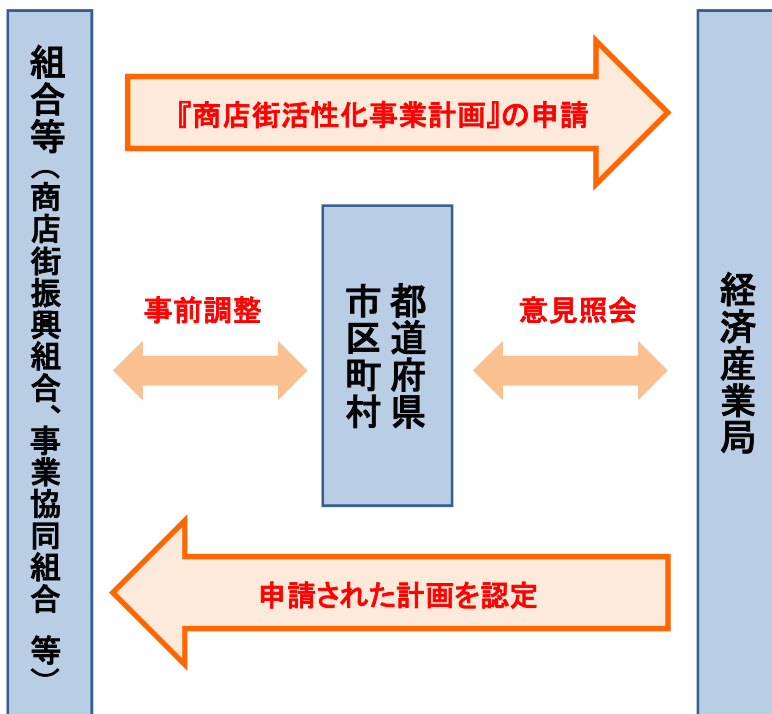 組合等（商店街振興組合、事業協同組合 等）
『商店街活性化事業計画』の申請
事前調整
都道府県
市区町村
意見照会
経済産業局
申請された計画を認定